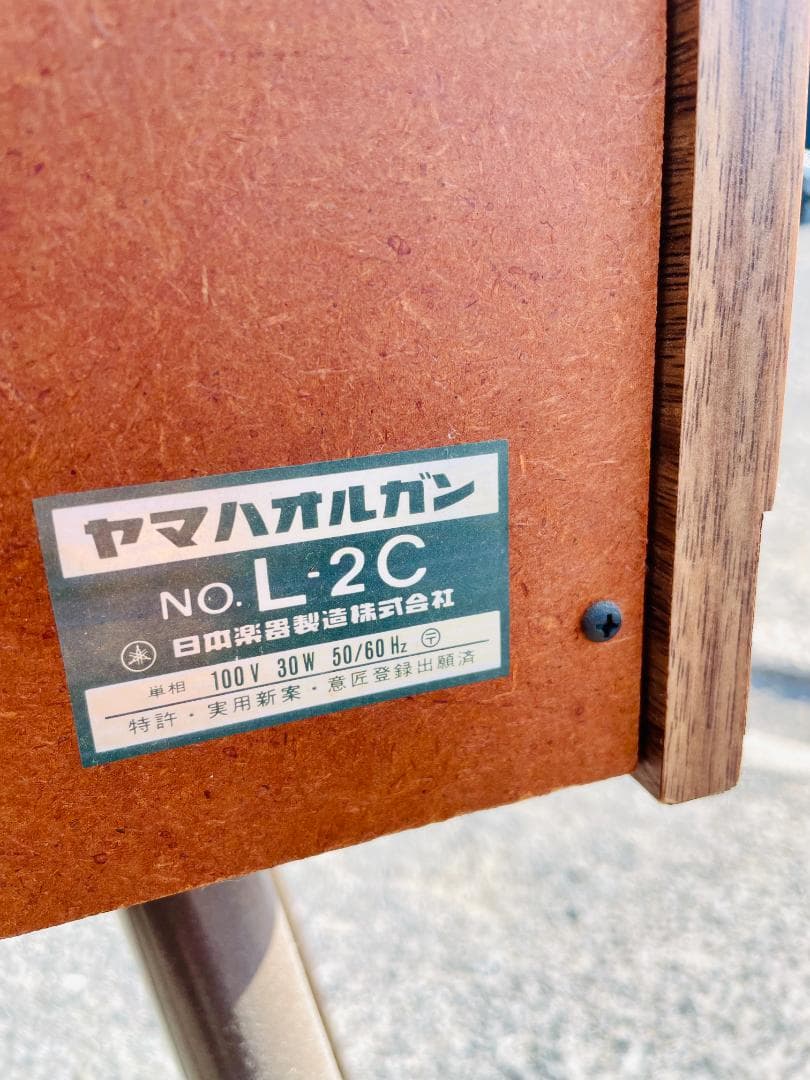 ヤマハオルガン
NO. L-2C
日本楽器製造株式会社
単相 100V 30W 50/60Hz 〶
特許・実用新案・意匠登録出願済